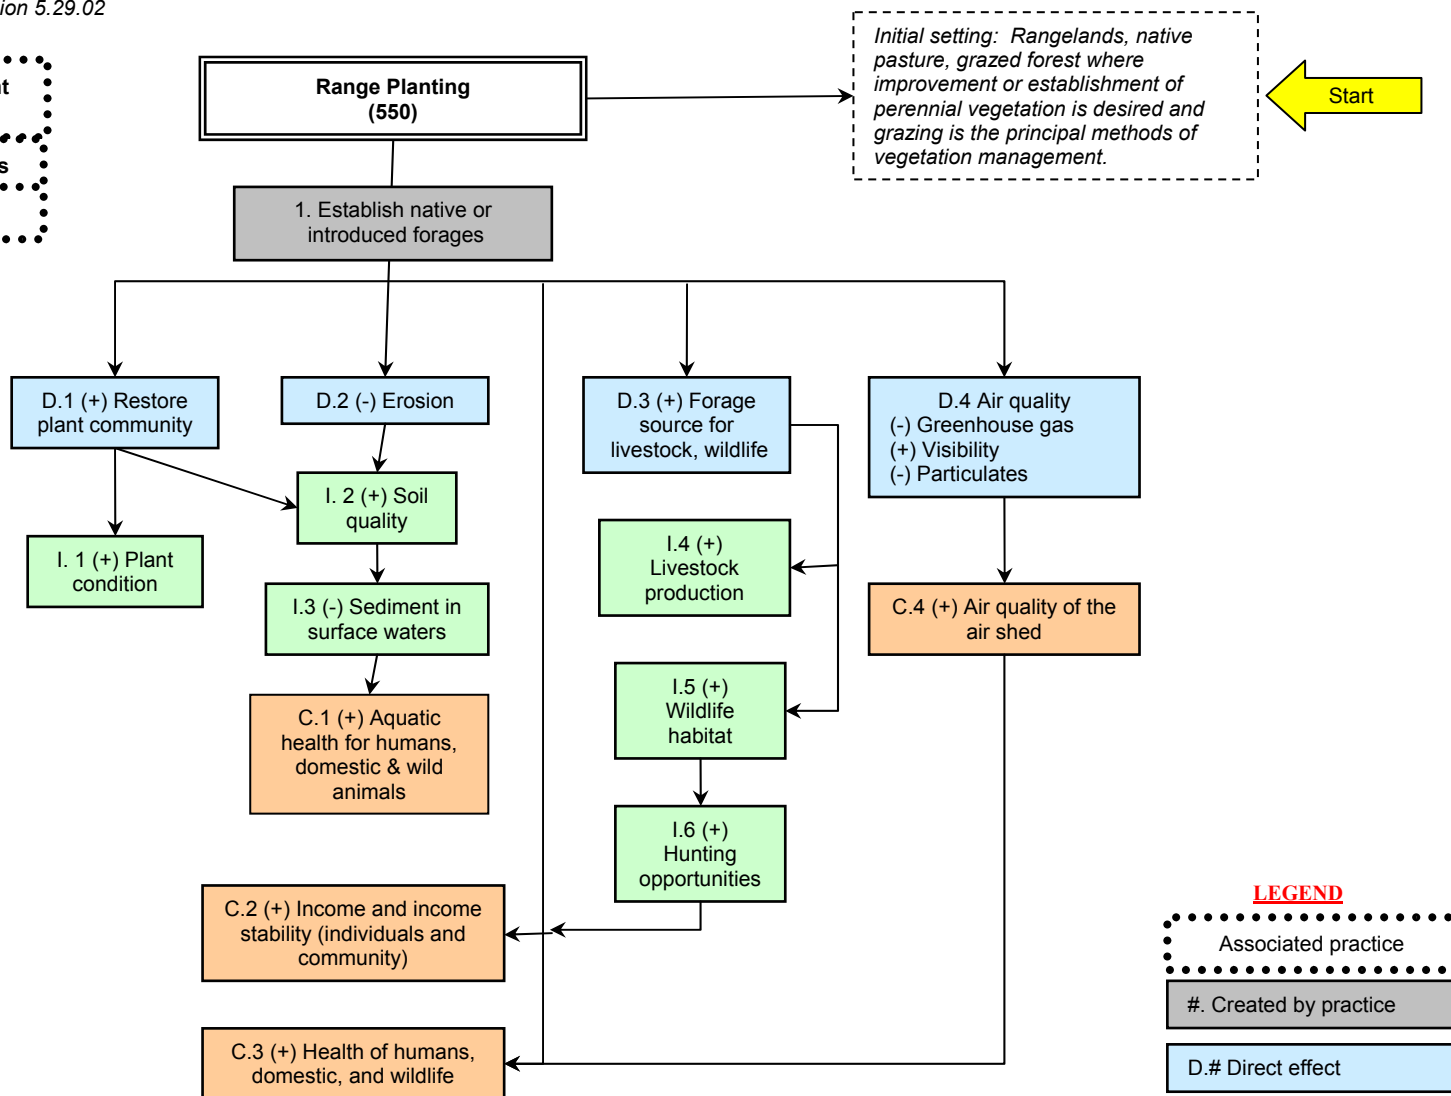 ion 5.29.02
nt
s
Range Planting
(550)
Initial setting: Rangelands, native
pasture, grazed forest where
improvement or establishment of
perennial vegetation is desired and
grazing is the principal methods of
vegetation management.
Start
1. Establish native or
introduced forages
D.1 (+) Restore
plant community
D.2 (-) Erosion
D.3 (+) Forage
source for
livestock, wildlife
D.4 Air quality
(-) Greenhouse gas
(+) Visibility
(-) Particulates
I. 2 (+) Soil
quality
I. 1 (+) Plant
condition
I.4 (+)
Livestock
production
I.3 (-) Sediment in
surface waters
C.4 (+) Air quality of the
air shed
I.5 (+)
Wildlife
habitat
C.1 (+) Aquatic
health for humans,
domestic & wild
animals
I.6 (+)
Hunting
opportunities
C.2 (+) Income and income
stability (individuals and
community)
C.3 (+) Health of humans,
domestic, and wildlife
LEGEND
Associated practice
#. Created by practice
D.# Direct effect